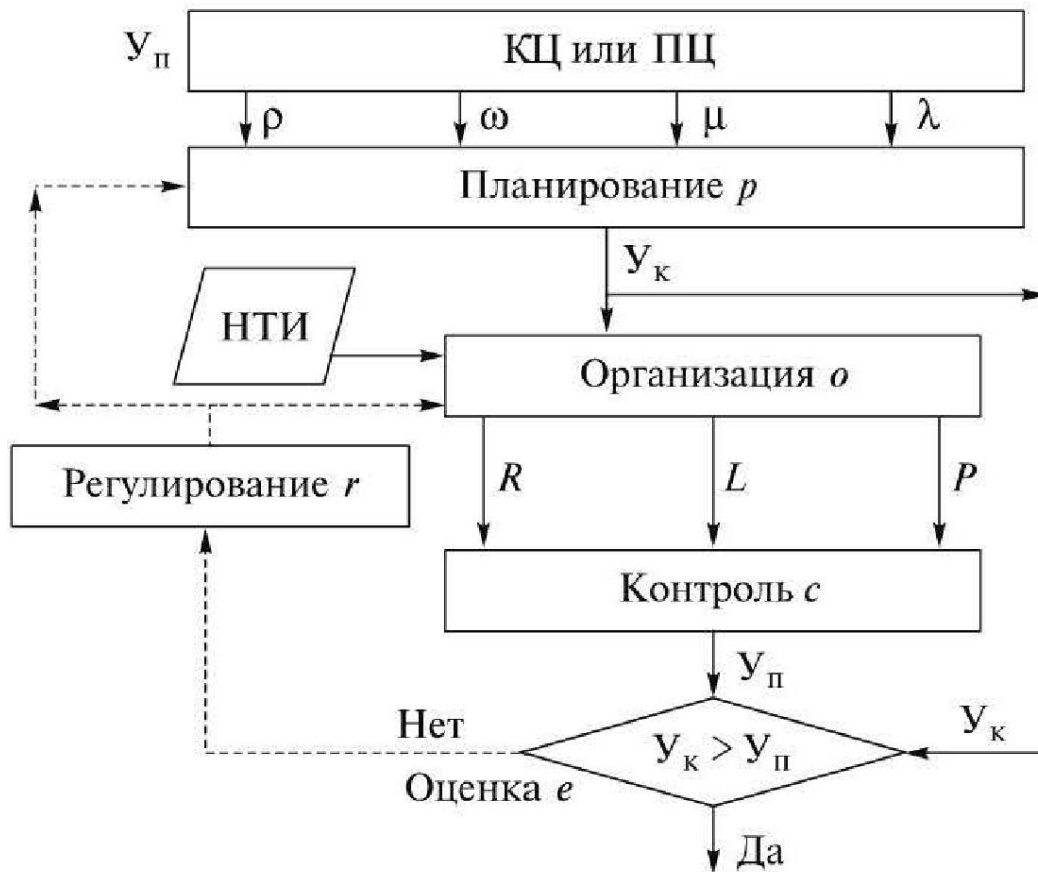 Уп
КЦ или ПЦ
ρ ω μ λ
Планирование p
Ук
НТИ
Организация o
Регулирование r
R L P
Контроль c
Уп
Нет
Ук > Уп
Ук
Оценка e
Да